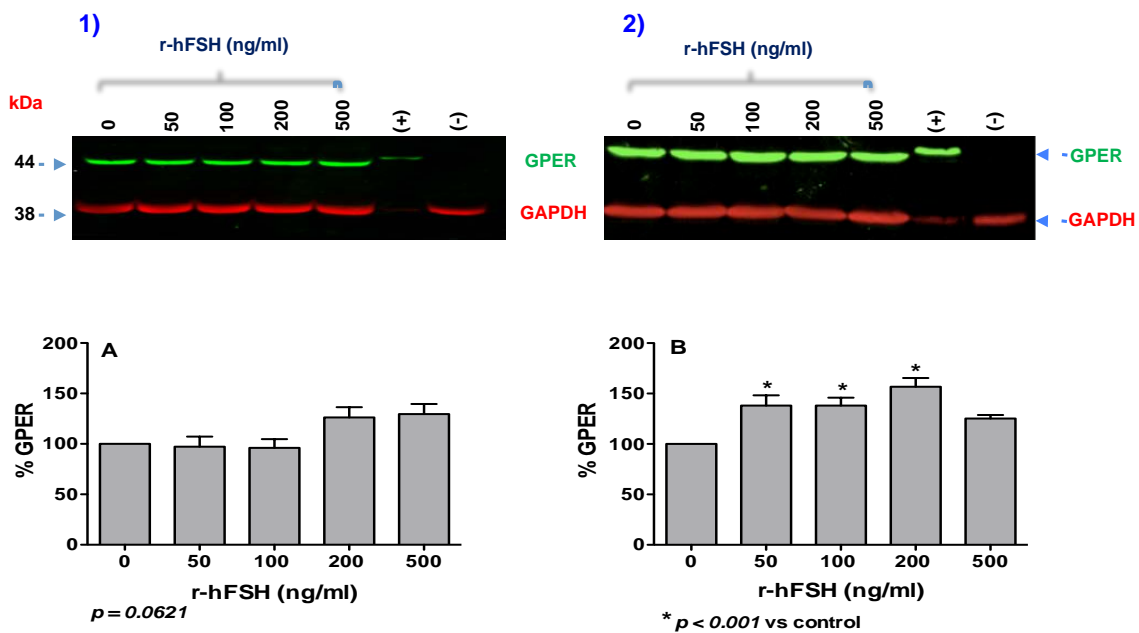 1)
r-hFSH (ng/ml)
kDa
0 50 100 200 500 (+) (-)
44 GPER
38 GAPDH
2)
r-hFSH (ng/ml)
0 50 100 200 500 (+) (-)
GPER
GAPDH
A
% GPER
200
150
100
50
0
0 50 100 200 500
r-hFSH (ng/ml)
p = 0.0621
B
% GPER
200
150
100
50
0
* * *
0 50 100 200 500
r-hFSH (ng/ml)
* p < 0.001 vs control